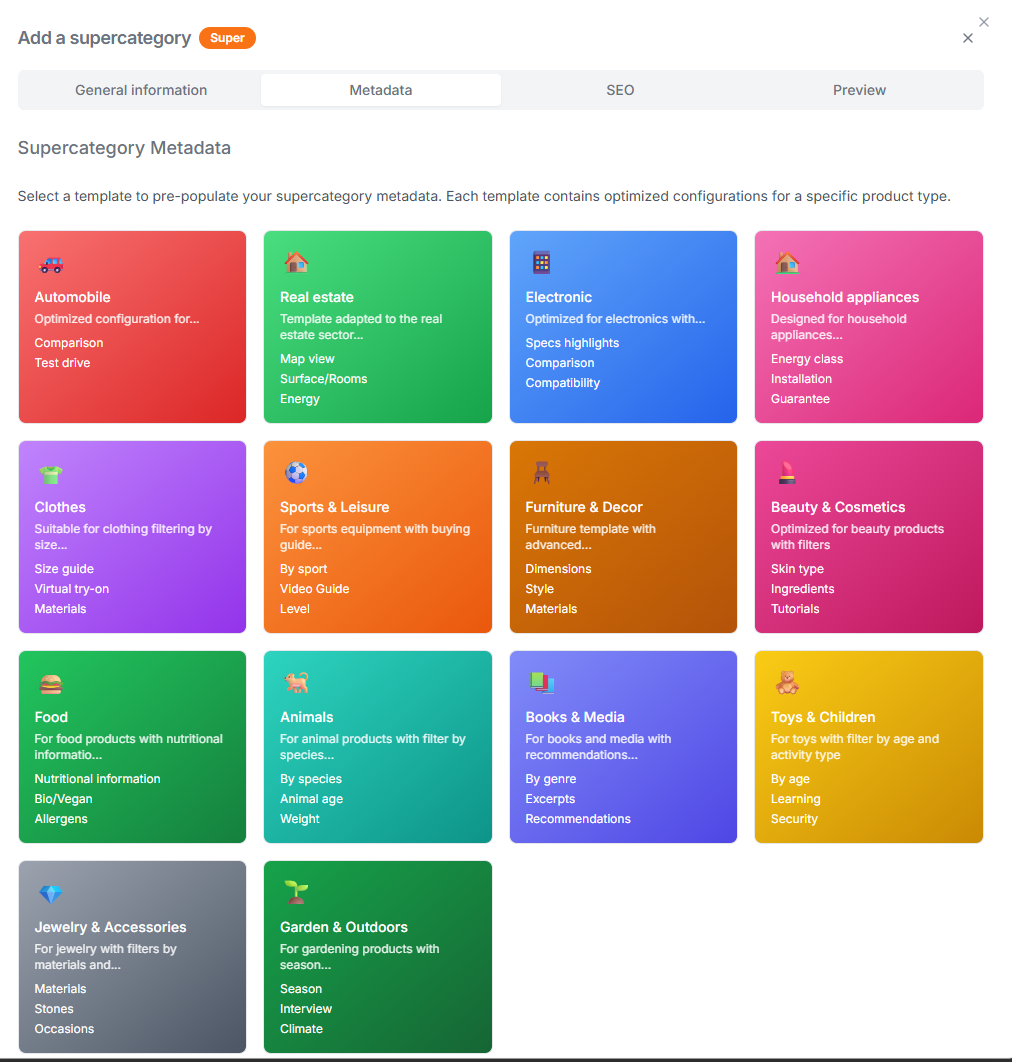 Add a supercategory Super
General information Metadata SEO Preview
Supercategory Metadata
Select a template to pre-populate your supercategory metadata. Each template contains optimized configurations for a specific product type.
Automobile
Optimized configuration for...
Comparison
Test drive
Real estate
Template adapted to the real
estate sector...
Map view
Surface/Rooms
Energy
Electronic
Optimized for electronics with...
Specs highlights
Comparison
Compatibility
Household appliances
Designed for household
appliances...
Energy class
Installation
Guarantee
Clothes
Suitable for clothing filtering by
size...
Size guide
Virtual try-on
Materials
Sports & Leisure
For sports equipment with buying
guide...
By sport
Video Guide
Level
Furniture & Decor
Furniture template with
advanced...
Dimensions
Style
Materials
Beauty & Cosmetics
Optimized for beauty products
with filters
Skin type
Ingredients
Tutorials
Food
For food products with nutritional
informatio...
Nutritional information
Bio/Vegan
Allergens
Animals
For animal products with filter by
species...
By species
Animal age
Weight
Books & Media
For books and media with
recommendations...
By genre
Excerpts
Recommendations
Toys & Children
For toys with filter by age and
activity type
By age
Learning
Security
Jewelry & Accessories
For jewelry with filters by
materials and...
Materials
Stones
Occasions
Garden & Outdoors
For gardening products with
season...
Season
Interview
Climate